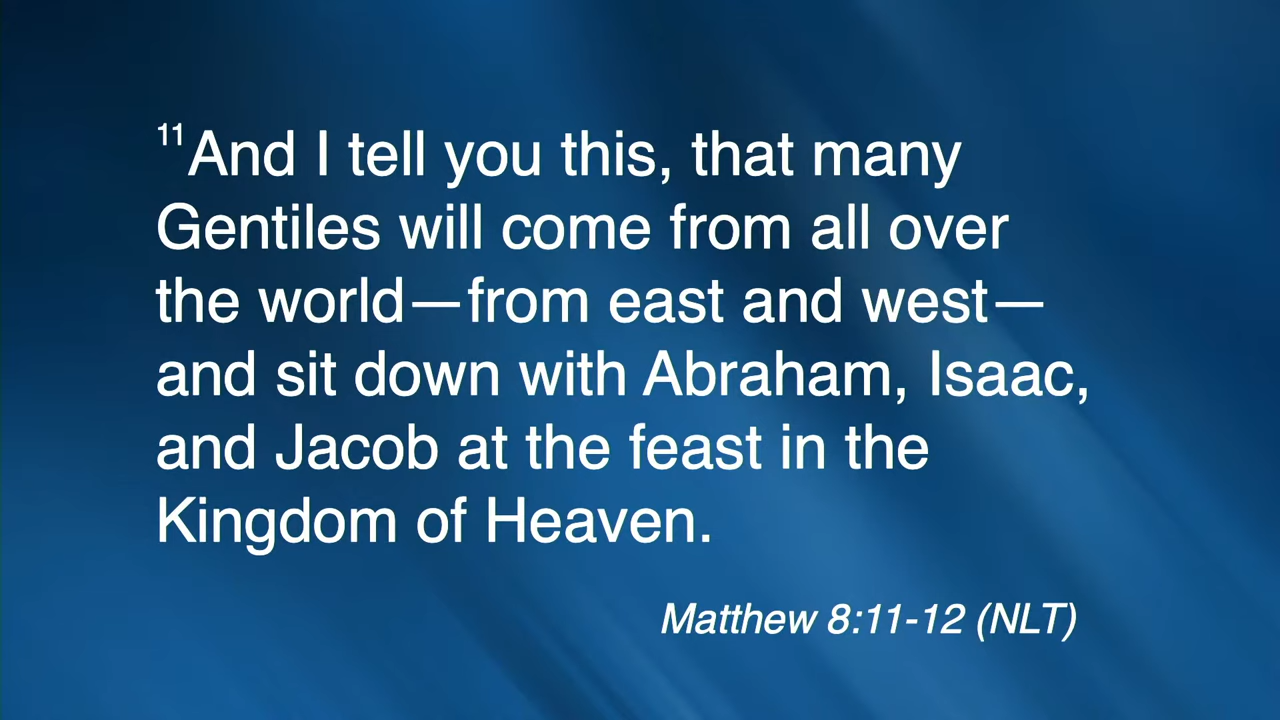 11And I tell you this, that many
Gentiles will come from all over
the world—from east and west—
and sit down with Abraham, Isaac,
and Jacob at the feast in the
Kingdom of Heaven.
Matthew 8:11-12 (NLT)